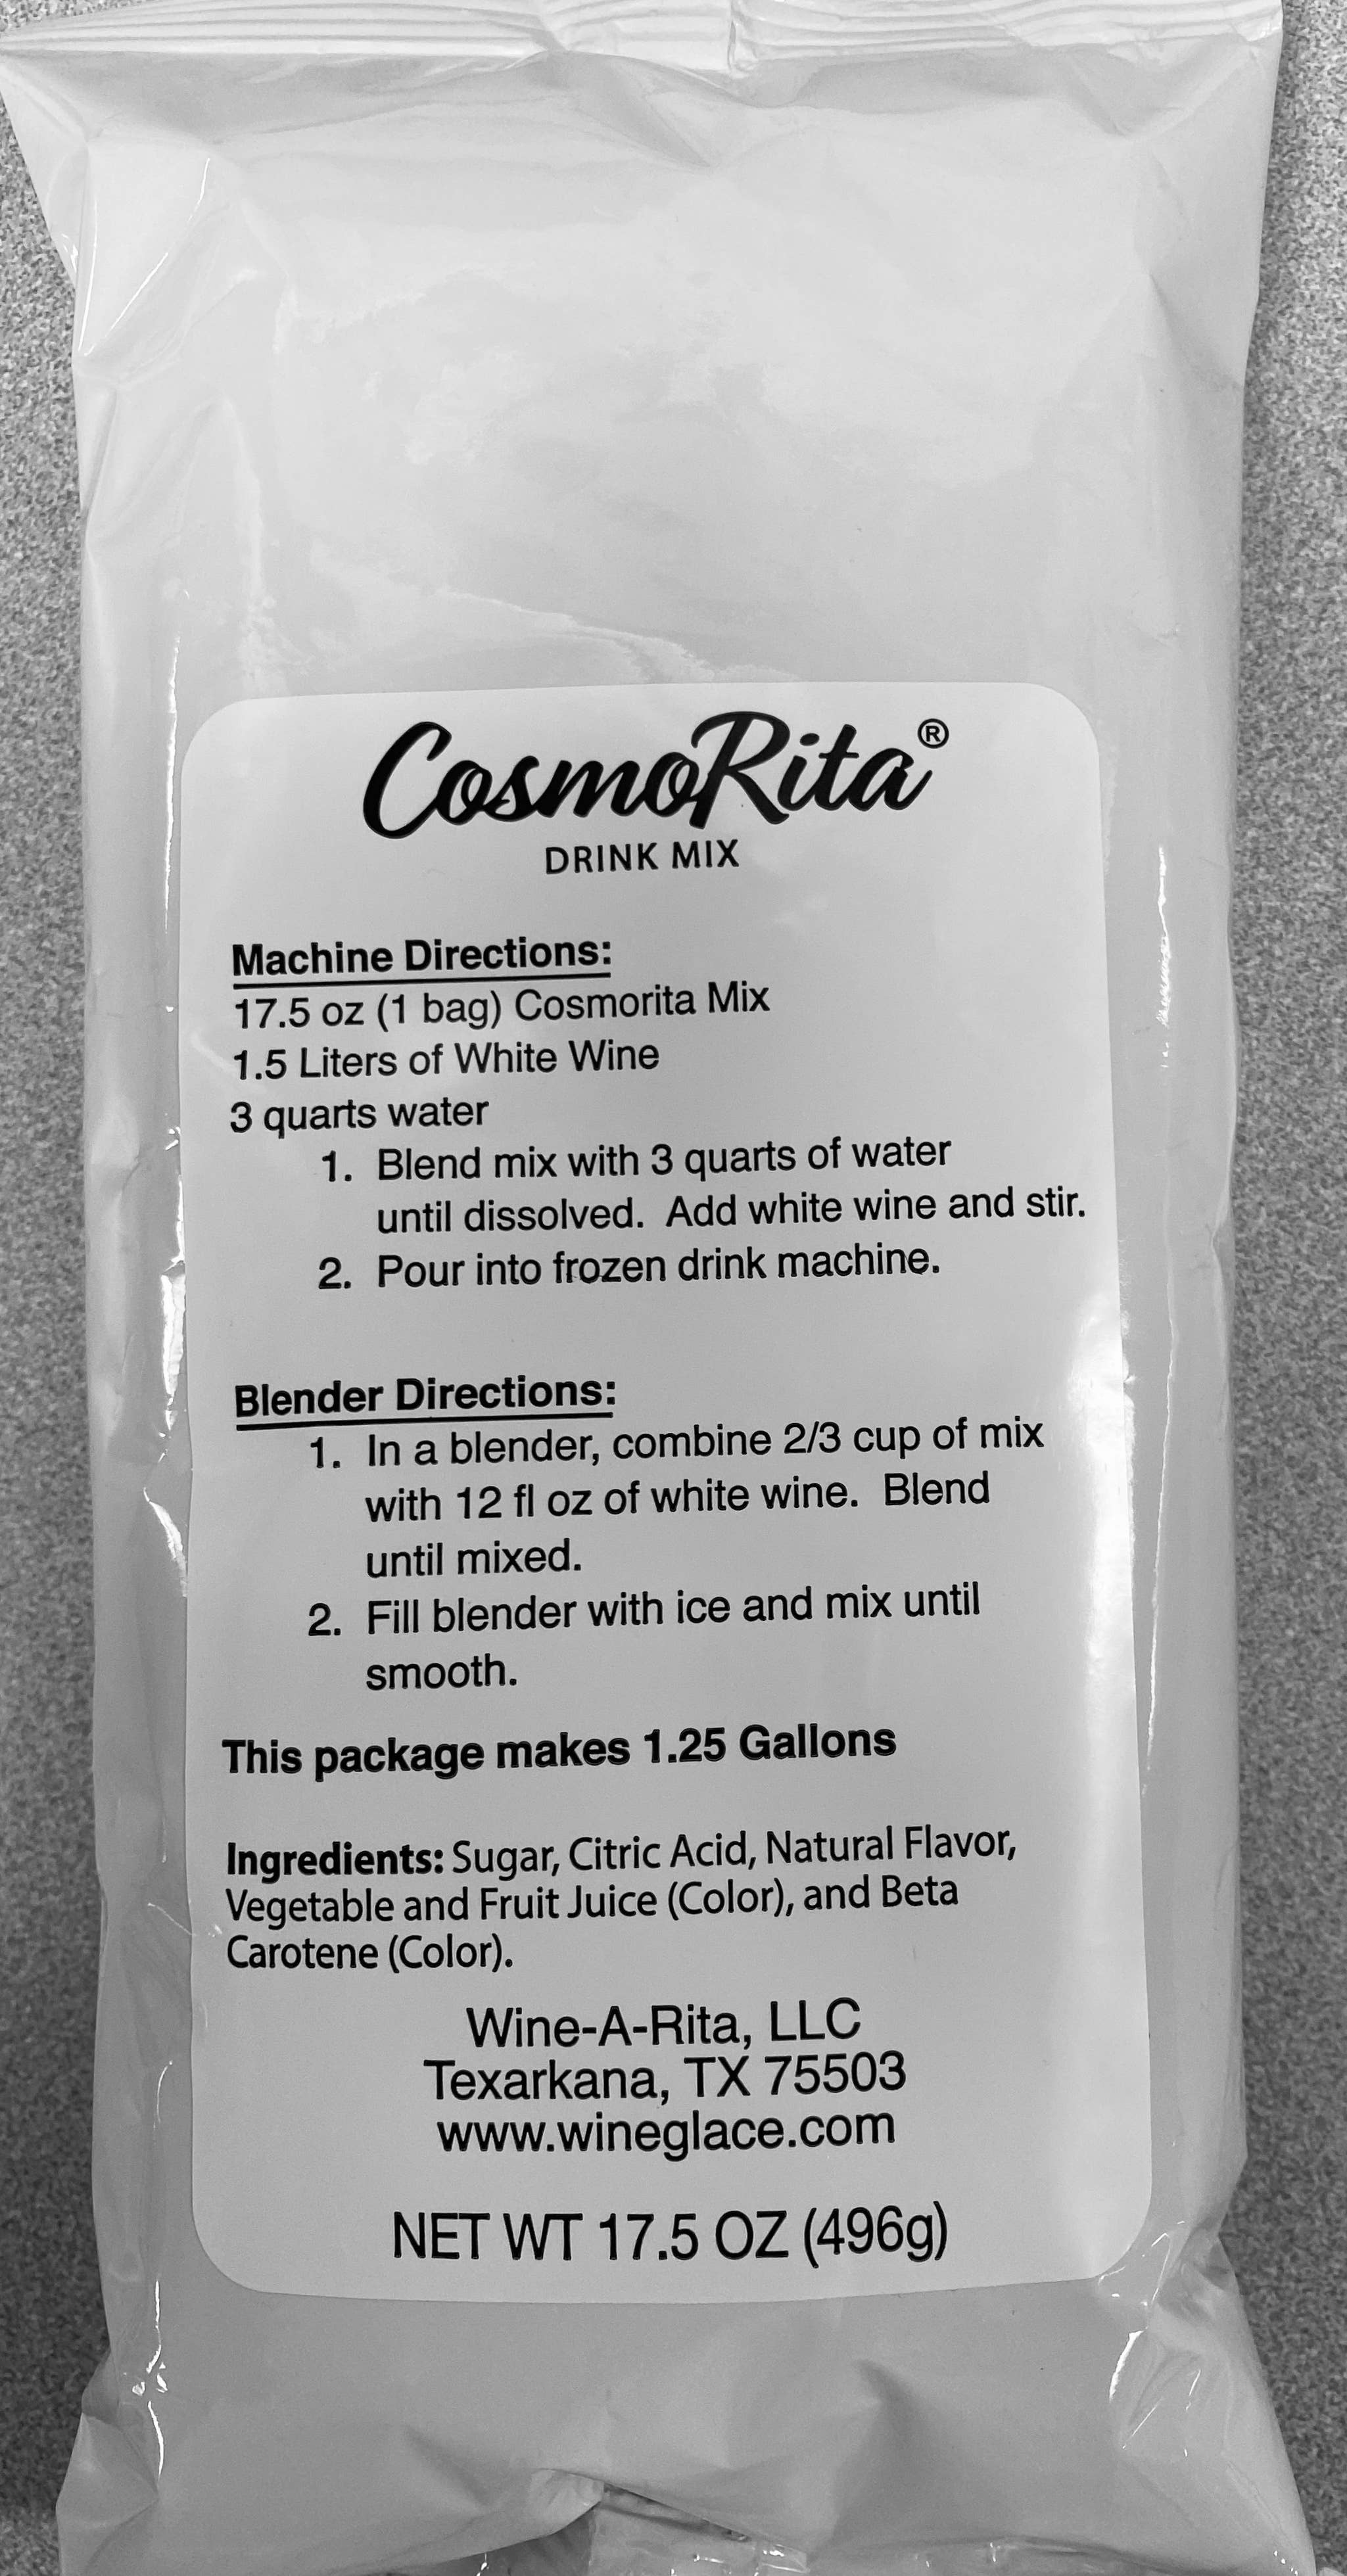 CosmoRita®
DRINK MIX
Machine Directions:
17.5 oz (1 bag) Cosmorita Mix
1.5 Liters of White Wine
3 quarts water
1. Blend mix with 3 quarts of water
until dissolved. Add white wine and stir.
2. Pour into frozen drink machine.
Blender Directions:
1. In a blender, combine 2/3 cup of mix
with 12 fl oz of white wine. Blend
until mixed.
2. Fill blender with ice and mix until
smooth.
This package makes 1.25 Gallons
Ingredients: Sugar, Citric Acid, Natural Flavor,
Vegetable and Fruit Juice (Color), and Beta
Carotene (Color).
Wine-A-Rita, LLC
Texarkana, TX 75503
www.wineglace.com
NET WT 17.5 OZ (496g)